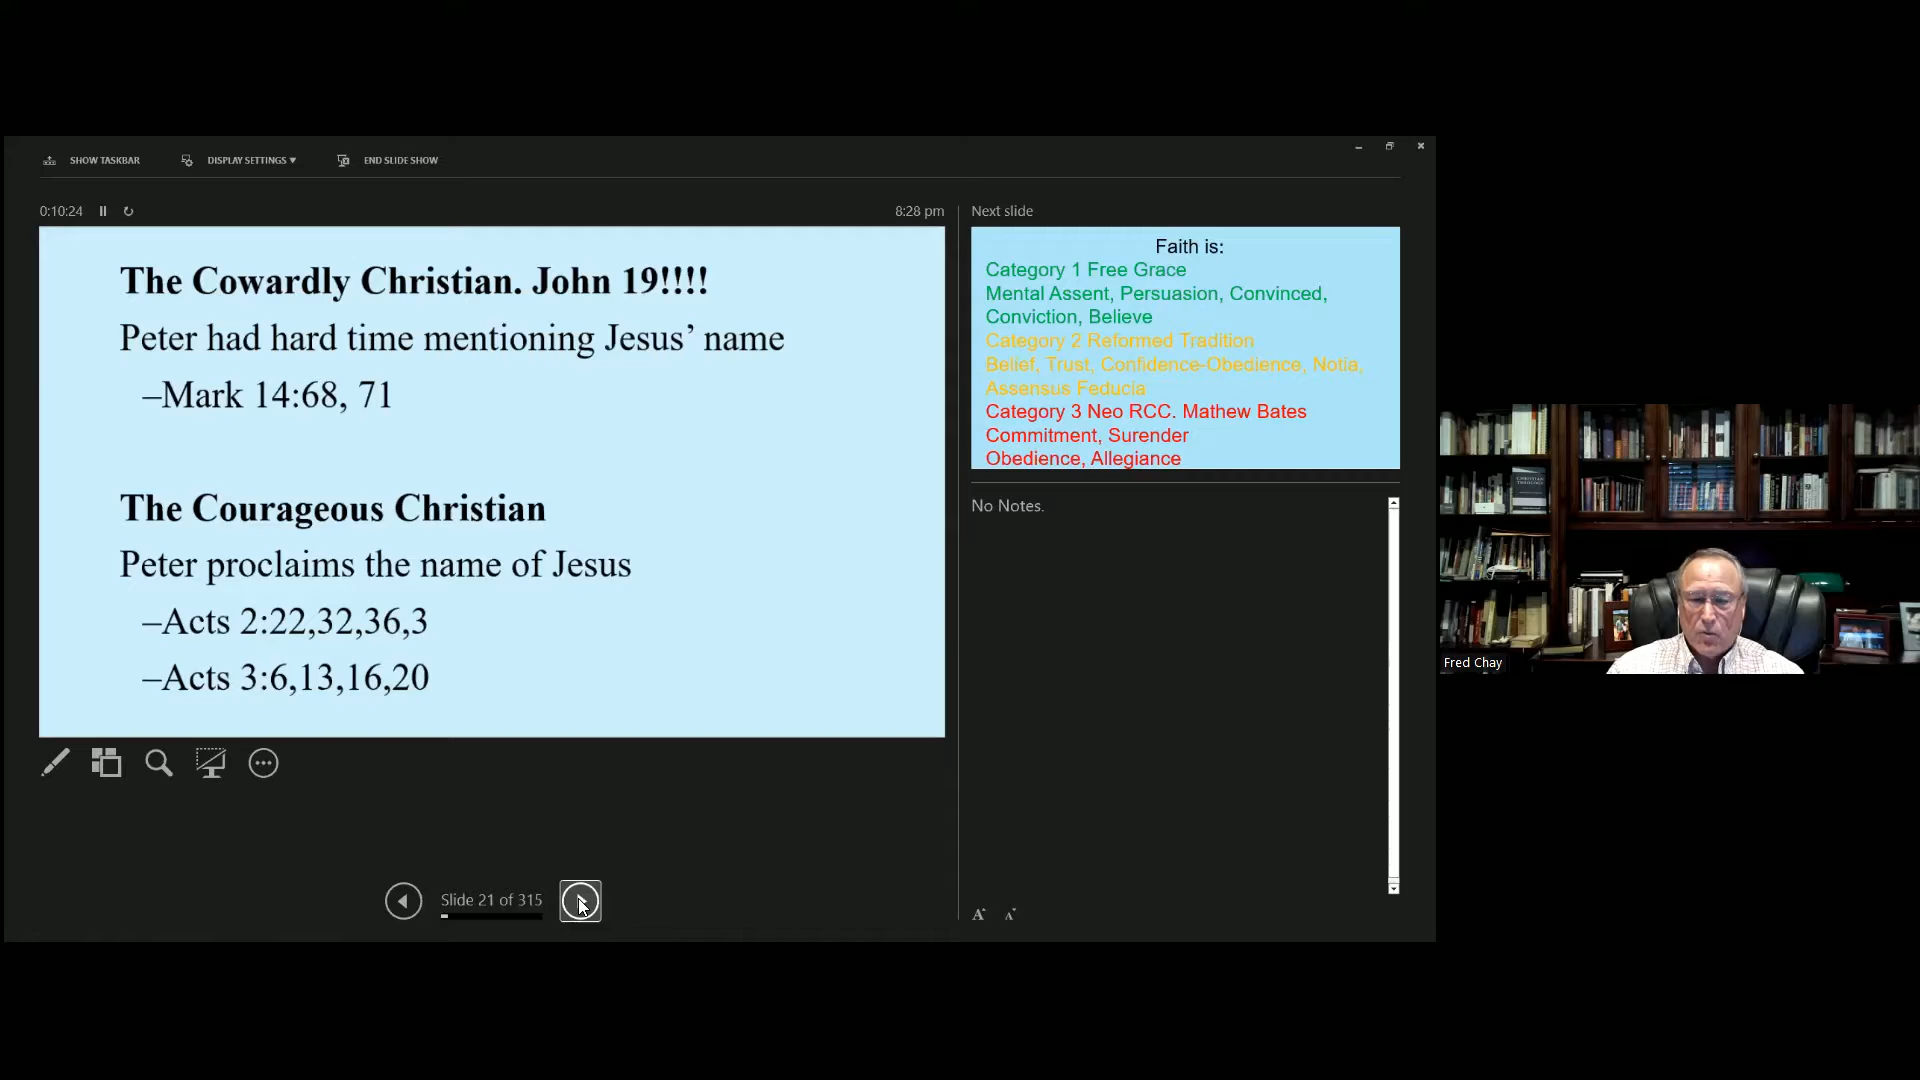 SHOW TASKBAR
DISPLAY SETTINGS ▾
END SLIDE SHOW
0:10:24
8:28 pm
Next slide
The Cowardly Christian. John 19!!!!
Peter had hard time mentioning Jesus’ name
–Mark 14:68, 71
The Courageous Christian
Peter proclaims the name of Jesus
–Acts 2:22,32,36,3
–Acts 3:6,13,16,20
Faith is:
Category 1 Free Grace
Mental Assent, Persuasion, Convinced,
Conviction, Believe
Category 2 Reformed Tradition
Belief, Trust, Confidence-Obedience, Notia,
Assensus Feducia
Category 3 Neo RCC. Mathew Bates
Commitment, Surender
Obedience, Allegiance
No Notes.
Slide 21 of 315
A A
Fred Chay